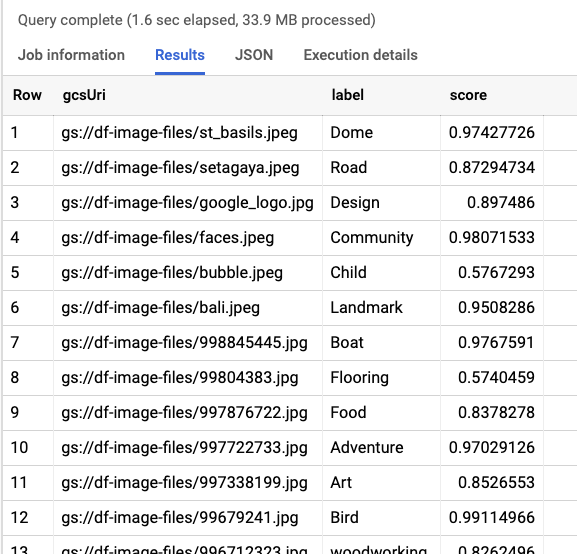 Query complete (1.6 sec elapsed, 33.9 MB processed)
Job information Results JSON Execution details
Row gcsUri label score
1 gs://df-image-files/st_basils.jpeg Dome 0.97427726
2 gs://df-image-files/setagaya.jpeg Road 0.87294734
3 gs://df-image-files/google_logo.jpg Design 0.897486
4 gs://df-image-files/faces.jpeg Community 0.98071533
5 gs://df-image-files/bubble.jpeg Child 0.5767293
6 gs://df-image-files/bali.jpeg Landmark 0.9508286
7 gs://df-image-files/998845445.jpg Boat 0.9767591
8 gs://df-image-files/99804383.jpg Flooring 0.5740459
9 gs://df-image-files/997876722.jpg Food 0.8378278
10 gs://df-image-files/997722733.jpg Adventure 0.97029126
11 gs://df-image-files/997338199.jpg Art 0.8526553
12 gs://df-image-files/99679241.jpg Bird 0.99114966
13 gs://df-image-files/996712323.jpg woodworking 0.8262496